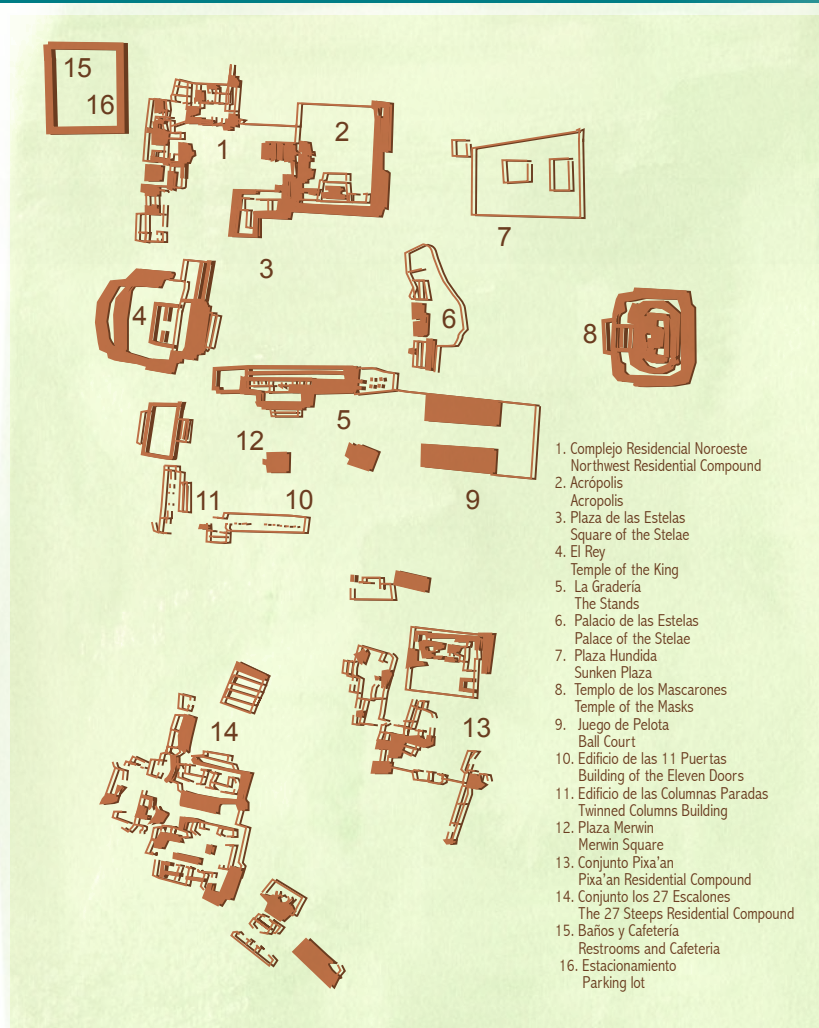 15
16
1
2
7
3
4
6
8
5
12
11
10
9
13
14
1. Complejo Residencial Noroeste
Northwest Residential Compound
2. Acrópolis
Acropolis
3. Plaza de las Estelas
Square of the Stelae
4. El Rey
Temple of the King
5. La Gradería
The Stands
6. Palacio de las Estelas
Palace of the Stelae
7. Plaza Hundida
Sunken Plaza
8. Templo de los Mascarones
Temple of the Masks
9. Juego de Pelota
Ball Court
10. Edificio de las 11 Puertas
Building of the Eleven Doors
11. Edificio de las Columnas Paradas
Twinned Columns Building
12. Plaza Merwin
Merwin Square
13. Conjunto Pixa'an
Pixa'an Residential Compound
14. Conjunto los 27 Escalones
The 27 Steeps Residential Compound
15. Baños y Cafetería
Restrooms and Cafeteria
16. Estacionamiento
Parking lot